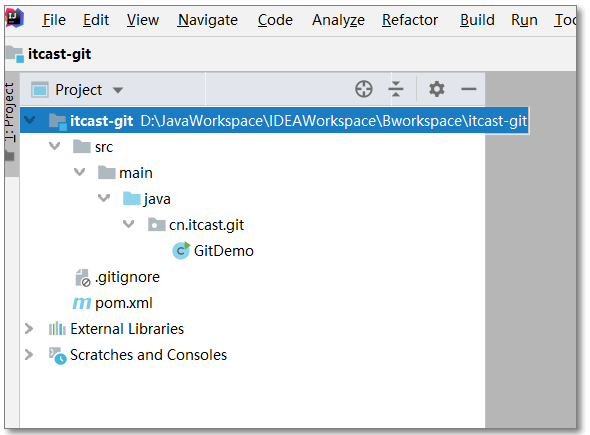 File Edit View Navigate Code Analyze Refactor Build Run Too
itcast-git
1: Project
Project
itcast-git D:\JavaWorkspace\IDEAWorkspace\Bworkspace\itcast-git
src
main
java
cn.itcast.git
GitDemo
.gitignore
pom.xml
External Libraries
Scratches and Consoles